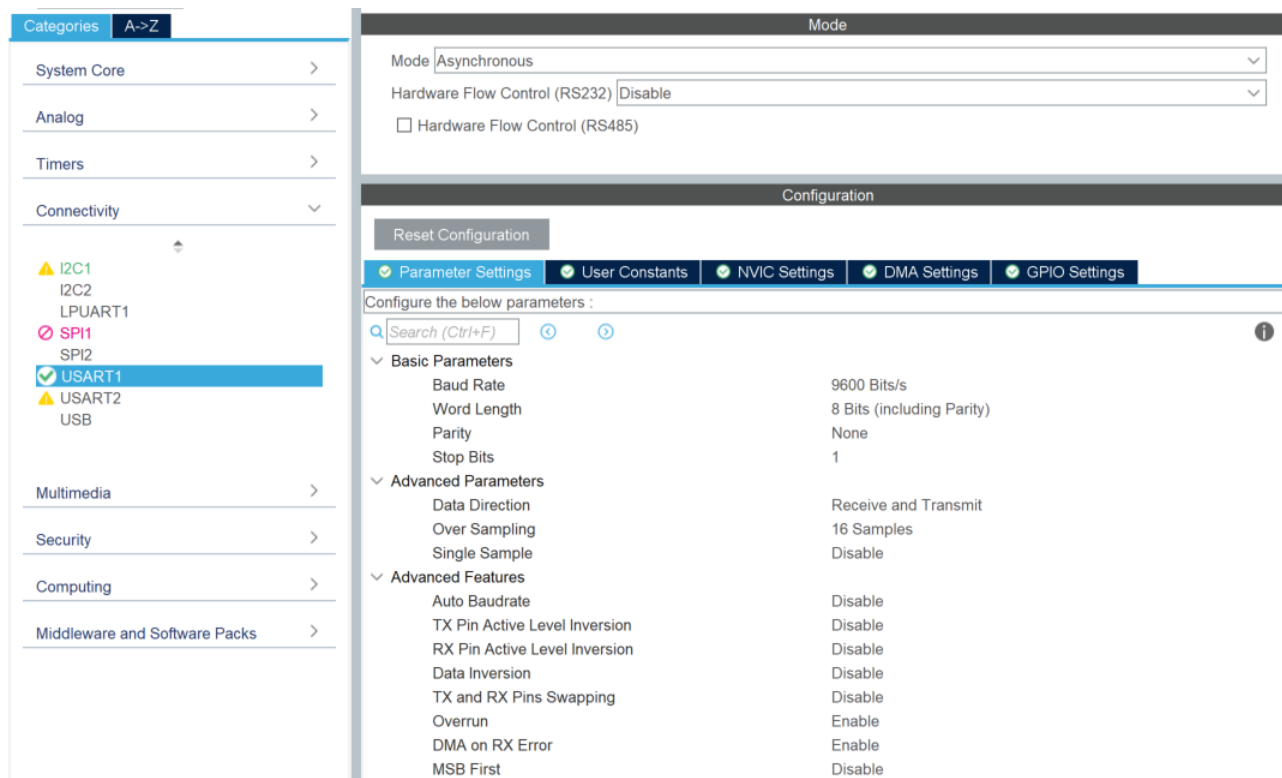 Categories A->Z
System Core
Analog
Timers
Connectivity
I2C1
I2C2
LPUART1
SPI1
SPI2
USART1
USART2
USB
Multimedia
Security
Computing
Middleware and Software Packs
Mode
Mode Asynchronous
Hardware Flow Control (RS232) Disable
Hardware Flow Control (RS485)
Configuration
Reset Configuration
Parameter Settings User Constants NVIC Settings DMA Settings GPIO Settings
Configure the below parameters :
Search (Ctrl+F)
Basic Parameters
Baud Rate 9600 Bits/s
Word Length 8 Bits (including Parity)
Parity None
Stop Bits 1
Advanced Parameters
Data Direction Receive and Transmit
Over Sampling 16 Samples
Single Sample Disable
Advanced Features
Auto Baudrate Disable
TX Pin Active Level Inversion Disable
RX Pin Active Level Inversion Disable
Data Inversion Disable
TX and RX Pins Swapping Disable
Overrun Enable
DMA on RX Error Enable
MSB First Disable